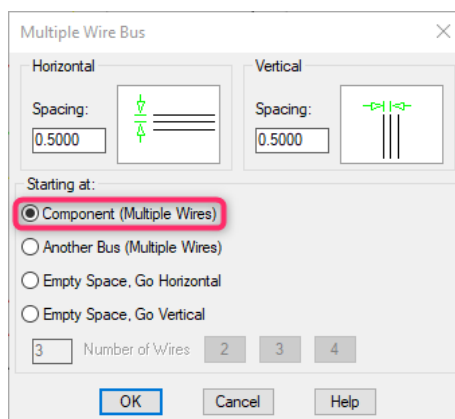 Multiple Wire Bus
Horizontal
Vertical
Spacing:
Spacing:
0.5000
0.5000
Starting at:
Component (Multiple Wires)
Another Bus (Multiple Wires)
Empty Space, Go Horizontal
Empty Space, Go Vertical
3 Number of Wires 2 3 4
OK Cancel Help